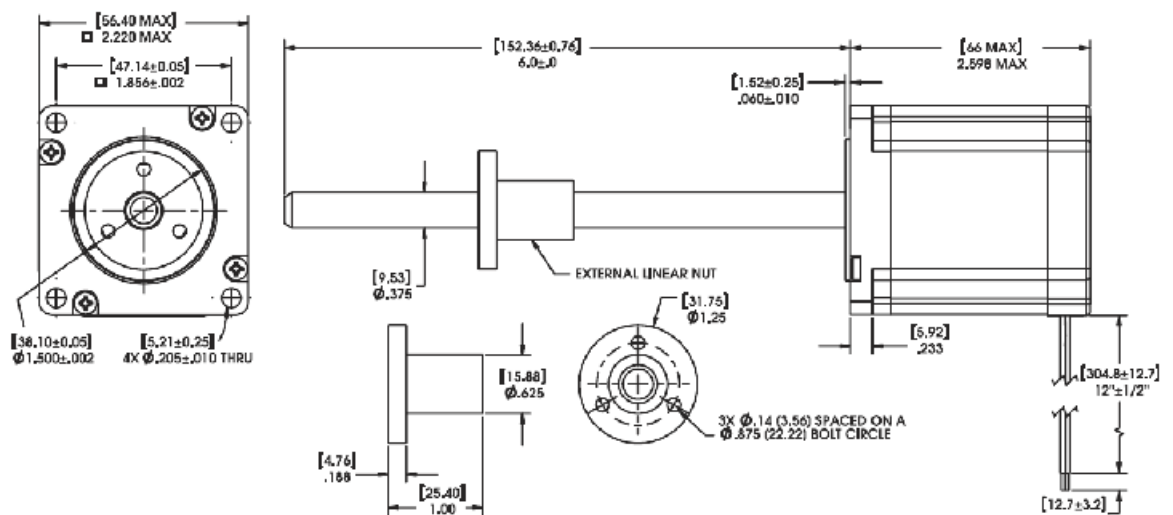 [56.40 MAX]
□ 2.220 MAX
[47.14±0.05]
□ 1.856±.002
[38.10±0.05]
Ø1.500±.002
[5.21±0.25]
4X Ø.205±.010 THRU
[152.36±0.76]
6.0±.0
[66 MAX]
2.598 MAX
[1.52±0.25]
.060±.010
[9.53]
Ø.375
EXTERNAL LINEAR NUT
[31.75]
Ø1.25
[5.92]
.233
[15.88]
Ø.625
3X Ø.14 (3.56) SPACED ON A
Ø.875 (22.22) BOLT CIRCLE
[4.76]
.188
[25.40]
1.00
[304.8±12.7]
12"±1/2"
[12.7±3.2]